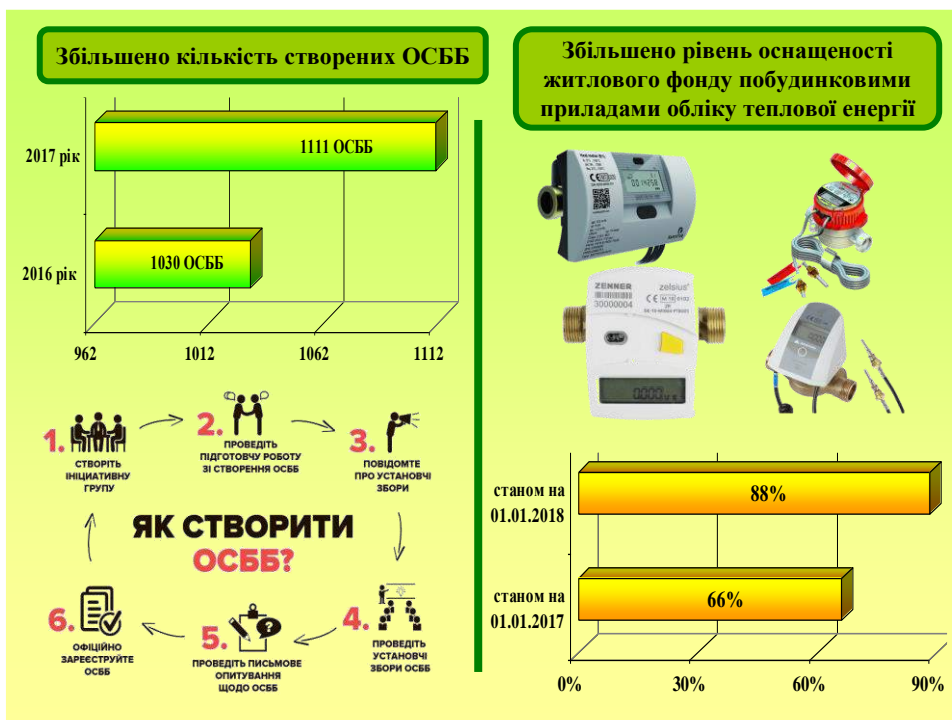 Збільшено кількість створених ОСББ
2017 рік
1111 ОСББ
2016 рік
1030 ОСББ
962
1012
1062
1112
1.
СТВОРІТЬ
ІНІЦІАТИВНУ
ГРУПУ
2.
ПРОВЕДІТЬ
ПІДГОТОВЧУ РОБОТУ
ЗІ СТВОРЕННЯ ОСББ
3.
ПОВІДОМТЕ
ПРО УСТАНОВЧІ
ЗБОРИ
ЯК СТВОРИТИ
ОСББ?
4.
ПРОВЕДІТЬ
УСТАНОВЧІ
ЗБОРИ ОСББ
5.
ПРОВЕДІТЬ ПИСЬМОВЕ
ОПИТУВАННЯ
ЩОДО ОСББ
6.
ОФІЦІЙНО
ЗАРЕЄСТРУЙТЕ
ОСББ
Збільшено рівень оснащеності
житлового фонду побудинковими
приладами обліку теплової енергії
ZENNER
zelsius
30000004
станом на
01.01.2018
88%
станом на
01.01.2017
66%
0%
30%
60%
90%